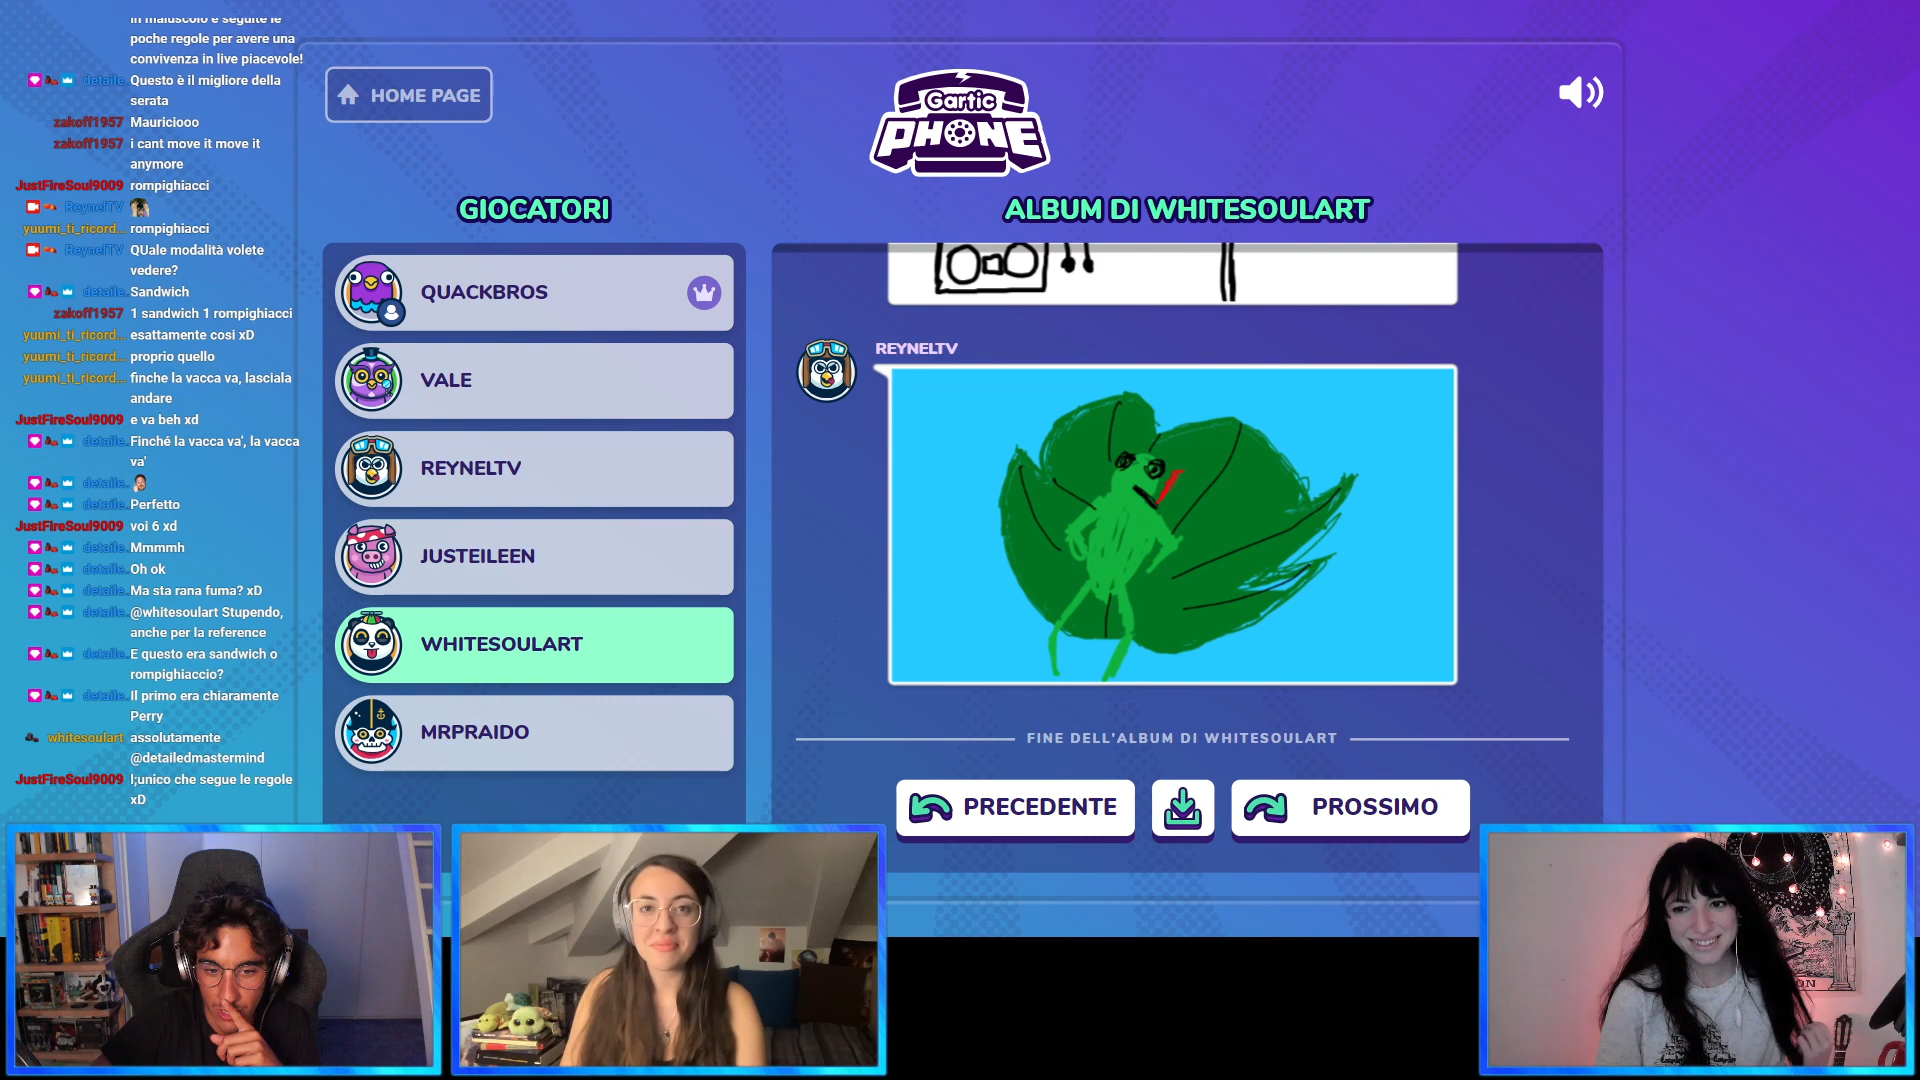 in maiuscolo e seguite le
poche regole per avere una
convivenza in live piacevole!
detaile... Questo è il migliore della
serata
zakoff1957 Mauriciooo
zakoff1957 i cant move it move it
anymore
JustFireSoul9009 rompighiacci
ReynelTV
yuumi_ti_ricord... rompighiacci
ReynelTV QUale modalità volete
vedere?
detaile... Sandwich
zakoff1957 1 sandwich 1 rompighiacci
yuumi_ti_ricord... esattamente cosi xD
yuumi_ti_ricord... proprio quello
yuumi_ti_ricord... finche la vacca va, lasciala
andare
JustFireSoul9009 e va beh xd
detaile... Finché la vacca va', la vacca
va'
detaile...
detaile... Perfetto
JustFireSoul9009 voi 6 xd
detaile... Mmmmh
detaile... Oh ok
detaile... Ma sta rana fuma? xD
detaile... @whitesoulart Stupendo,
anche per la reference
detaile... E questo era sandwich o
rompighiaccio?
detaile... Il primo era chiaramente
Perry
whitesoulart assolutamente
@detailedmastermind
JustFireSoul9009 l;unico che segue le regole
xD
HOME PAGE
Gartic
PHONE
GIOCATORI
QUACKBROS
VALE
REYNELTV
JUSTEILEEN
WHITESOULART
MRPRAIDO
ALBUM DI WHITESOULART
REYNELTV
FINE DELL'ALBUM DI WHITESOULART
PRECEDENTE
PROSSIMO